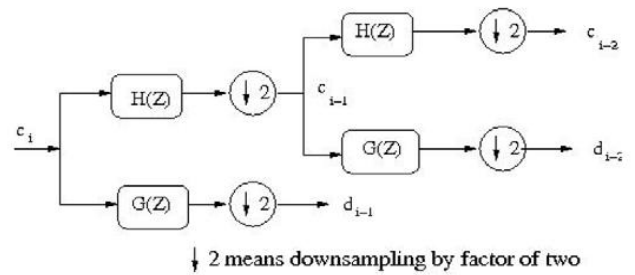 H(Z) ↓ 2 c i-2
H(Z) ↓ 2 c i-1
c i
G(Z) ↓ 2 d i-2
G(Z) ↓ 2 d i-1
↓ 2 means downsampling by factor of two